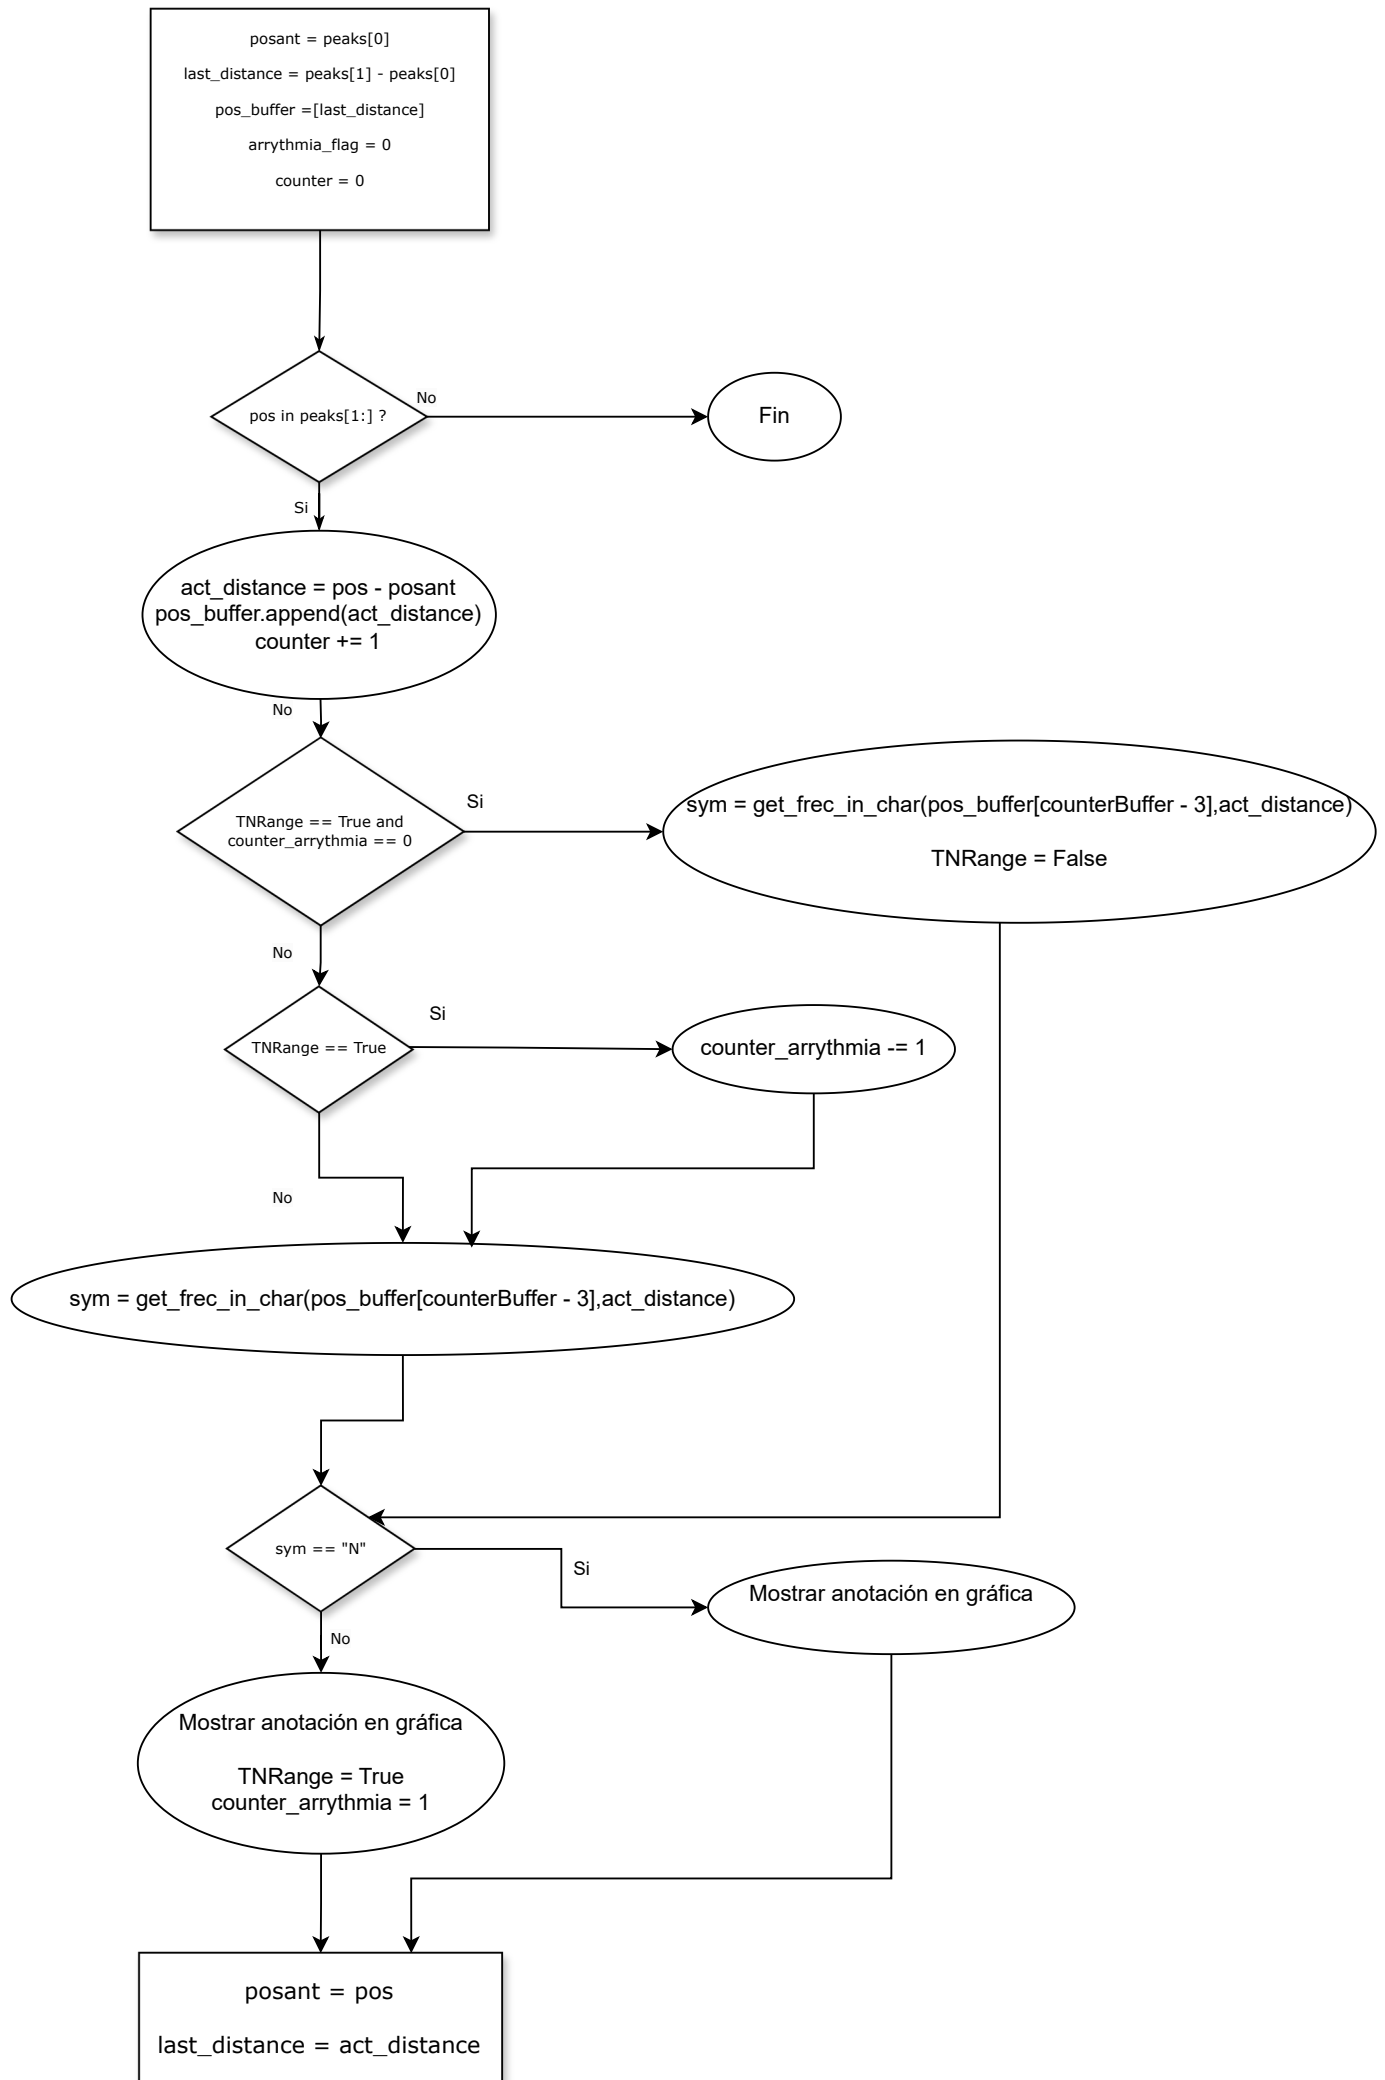 posant = peaks[0]
last_distance = peaks[1] - peaks[0]
pos_buffer =[last_distance]
arrythmia_flag = 0
counter = 0
pos in peaks[1:] ?
No
Fin
Si
act_distance = pos - posant
pos_buffer.append(act_distance)
counter += 1
No
TNRange == True and
counter_arrythmia == 0
Si
sym = get_frec_in_char(pos_buffer[counterBuffer - 3],act_distance)
TNRange = False
No
TNRange == True
Si
counter_arrythmia -= 1
No
sym = get_frec_in_char(pos_buffer[counterBuffer - 3],act_distance)
sym == "N"
Si
Mostrar anotación en gráfica
No
Mostrar anotación en gráfica
TNRange = True
counter_arrythmia = 1
posant = pos
last_distance = act_distance